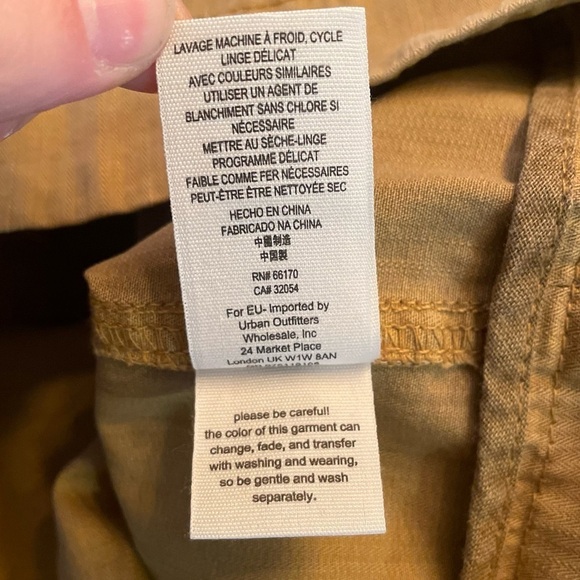 LAVAGE MACHINE À FROID, CYCLE
LINGE DÉLICAT
AVEC COULEURS SIMILAIRES
UTILISER UN AGENT DE
BLANCHIMENT SANS CHLORE SI
NÉCESSAIRE
METTRE AU SÈCHE-LINGE
PROGRAMME DÉLICAT
FAIBLE COMME FER NÉCESSAIRES
PEUT-ÊTRE ÊTRE NETTOYÉE SEC
HECHO EN CHINA
FABRICADO NA CHINA
中國制造
中国製
RN# 66170
CA# 32054
For EU- Imported by
Urban Outfitters
Wholesale, Inc
24 Market Place
London UK W1W 8AN
please be careful!
the color of this garment can
change, fade, and transfer
with washing and wearing,
so be gentle and wash
separately.